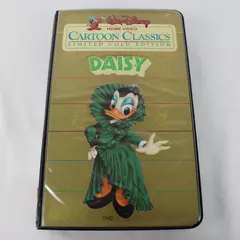 Walt Disney
HOME VIDEO
CARTOON CLASSICS
LIMITED GOLD EDITION
DAISY
VHS